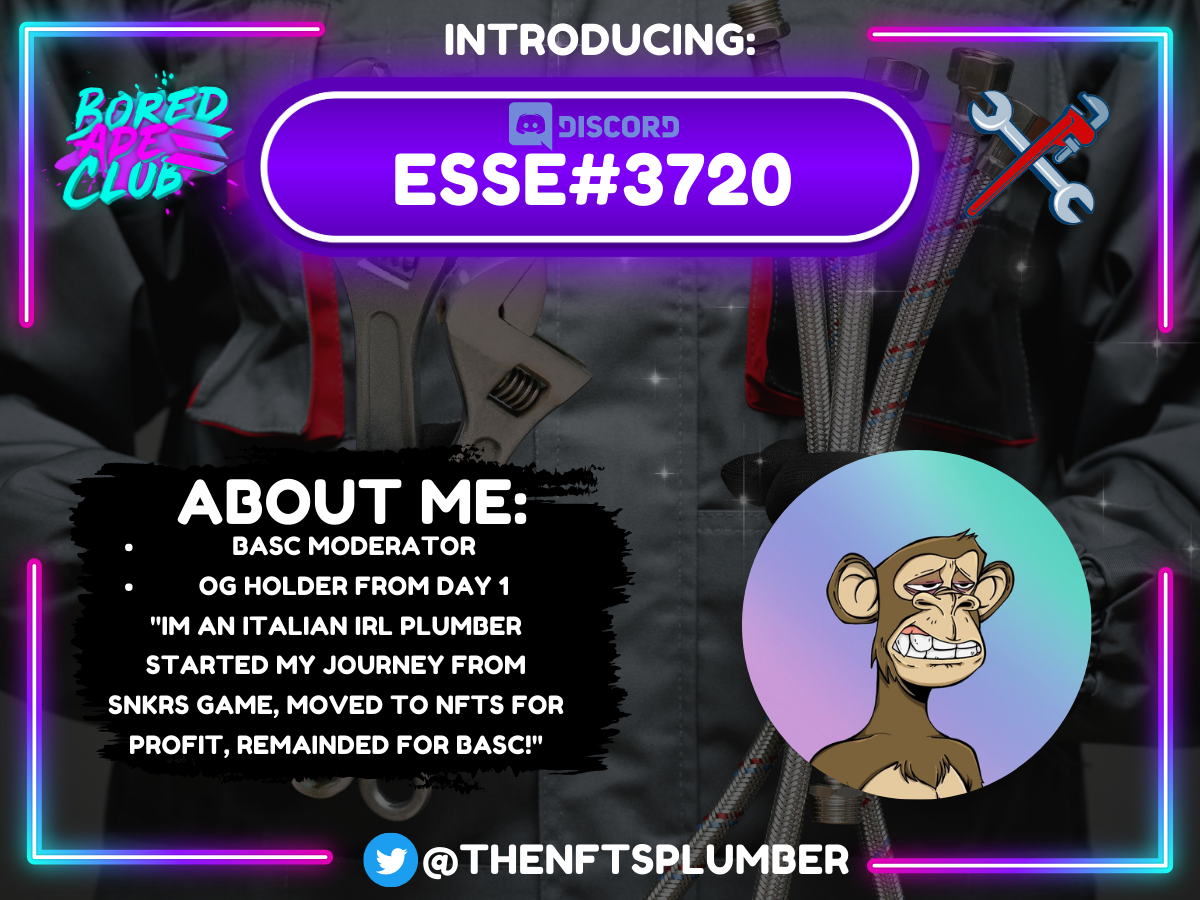 INTRODUCING:
BORED
APE
CLUB
DISCORD
ESSE#3720
ABOUT ME:
• BASC MODERATOR
• OG HOLDER FROM DAY 1
"IM AN ITALIAN IRL PLUMBER
STARTED MY JOURNEY FROM
SNKRS GAME, MOVED TO NFTS FOR
PROFIT, REMAINDED FOR BASC!"
@THENFTSPLUMBER